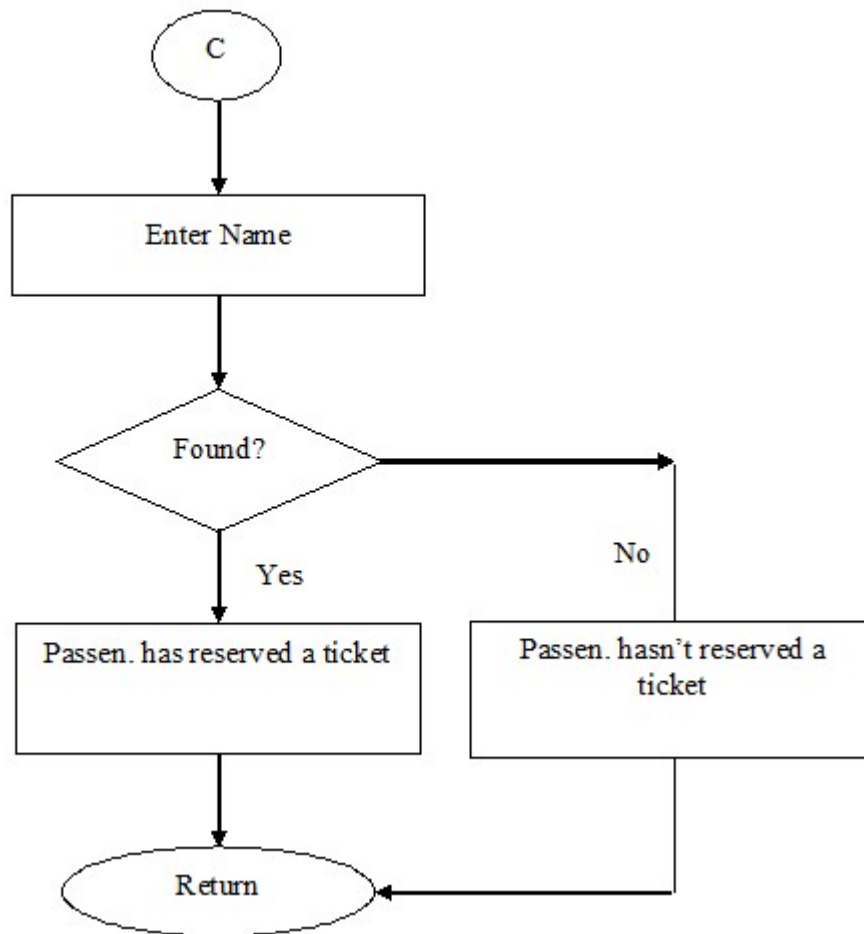 C
Enter Name
Found?
Yes
No
Passen. has reserved a ticket
Passen. hasn’t reserved a
ticket
Return